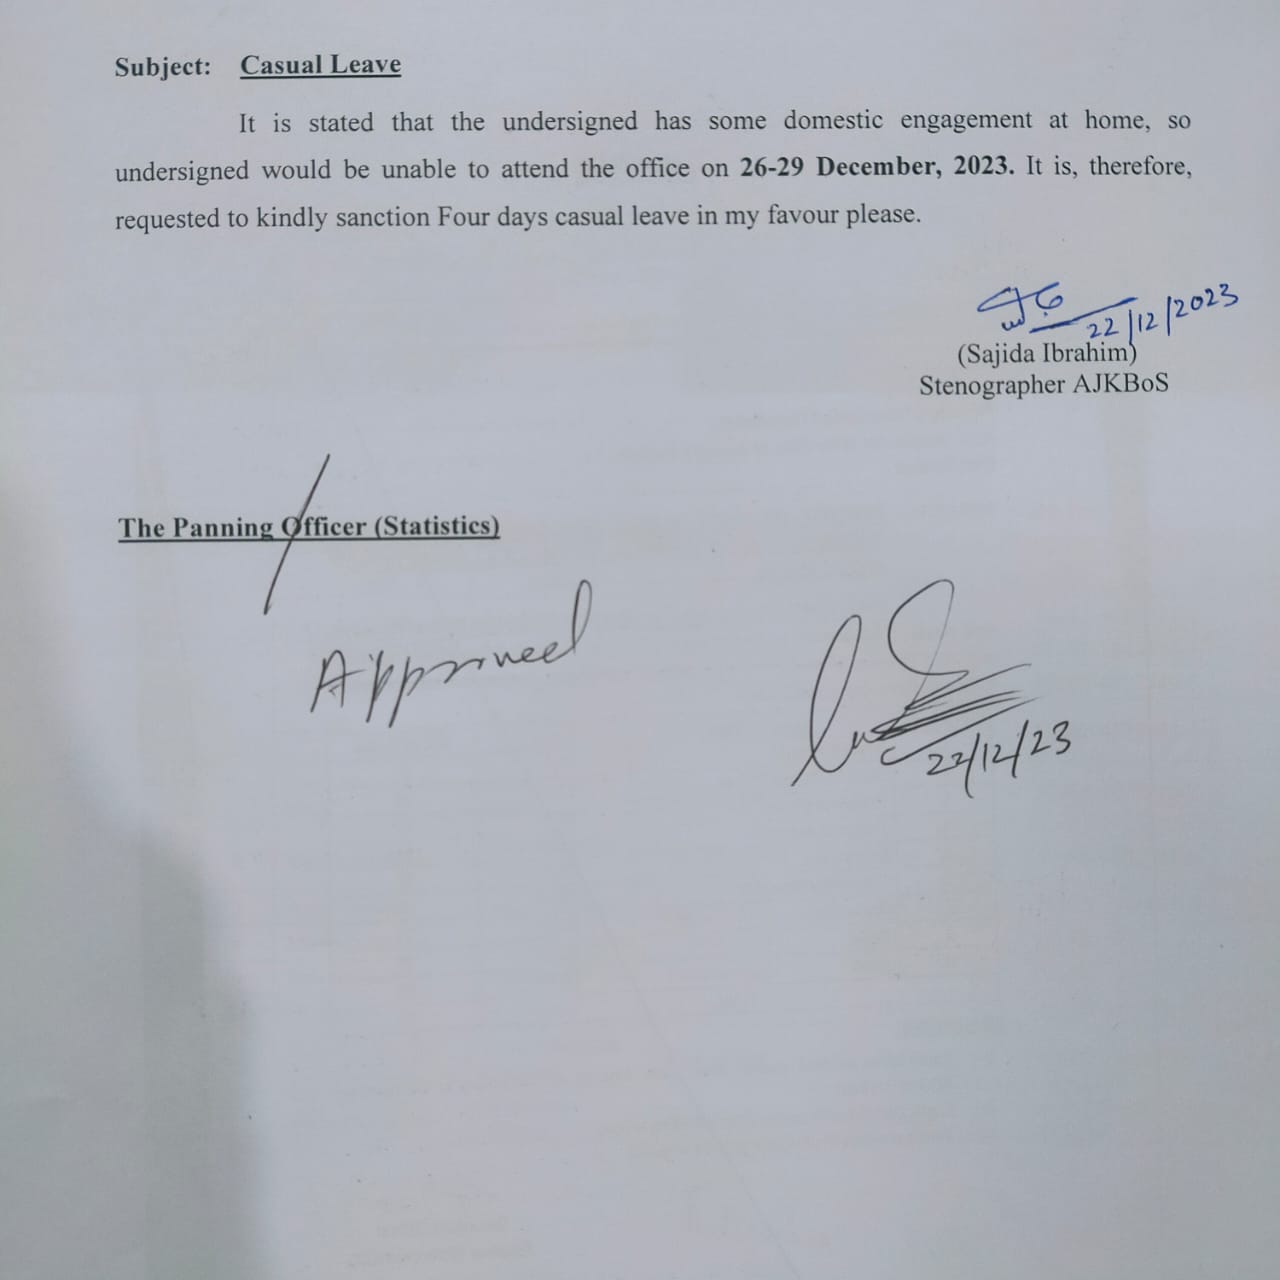 Subject: Casual Leave
It is stated that the undersigned has some domestic engagement at home, so
undersigned would be unable to attend the office on 26-29 December, 2023. It is, therefore,
requested to kindly sanction Four days casual leave in my favour please.
22/12/2023
(Sajida Ibrahim)
Stenographer AJKBoS
The Panning Officer (Statistics)
Approved
22/12/23